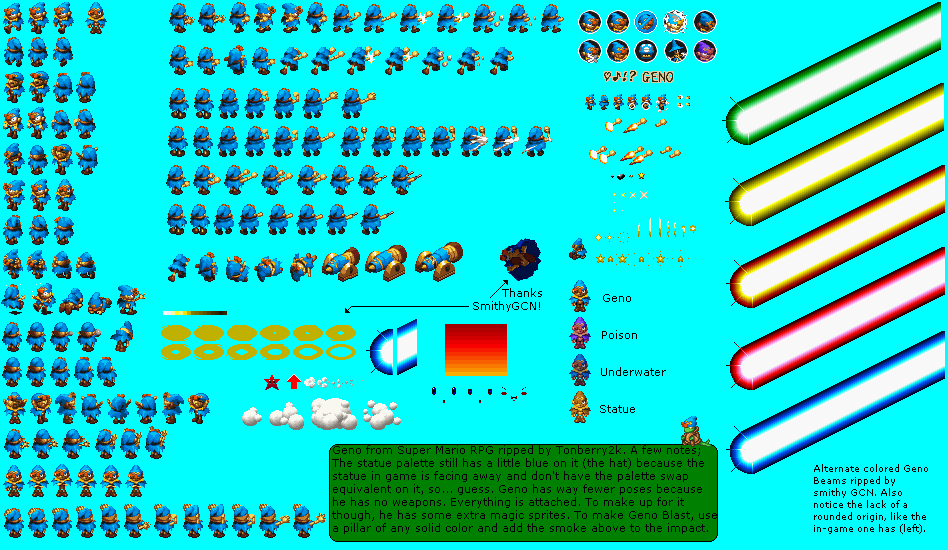 ♥♪!? GENO
Thanks
SmithyGCN!
Geno
Poison
Underwater
Statue
Geno from Super Mario RPG ripped by Tonberry2k. A few notes;
The statue palette still has a little blue on it (the hat) because the
statue in game is facing away and don't have the palette swap
equivalent on it, so... guess. Geno has way fewer poses because
he has no weapons. Everything is attached. To make up for it
though, he has some extra magic sprites. To make Geno Blast, use
a pillar of any solid color and add the smoke above to the impact.
Alternate colored Geno
Beams ripped by
smithy GCN. Also
notice the lack of a
rounded origin, like the
in-game one has (left).